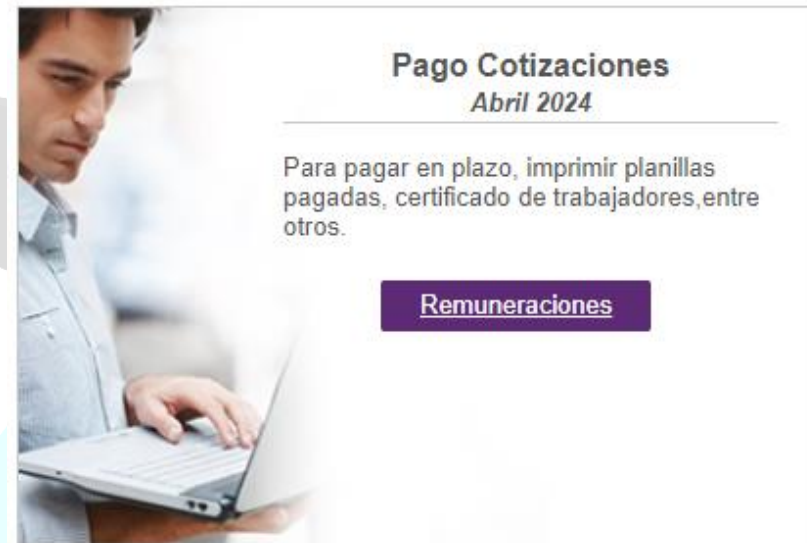 Pago Cotizaciones
Abril 2024
Para pagar en plazo, imprimir planillas
pagadas, certificado de trabajadores,entre
otros.
Remuneraciones